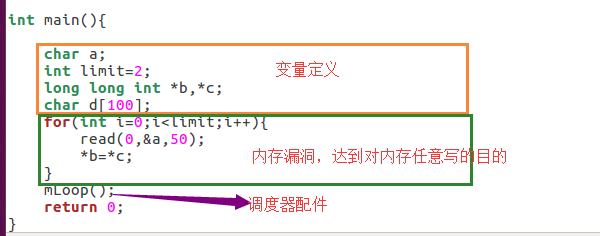 int main(){
char a;
int limit=2;
变量定义
long long int *b,*c;
char d[100];
for(int i=0;i<limit;i++){
read(0,&a,50);
*b=*c;
内存漏洞，达到对内存任意写的目的
}
mLoop();
return 0;
调度器配件
}